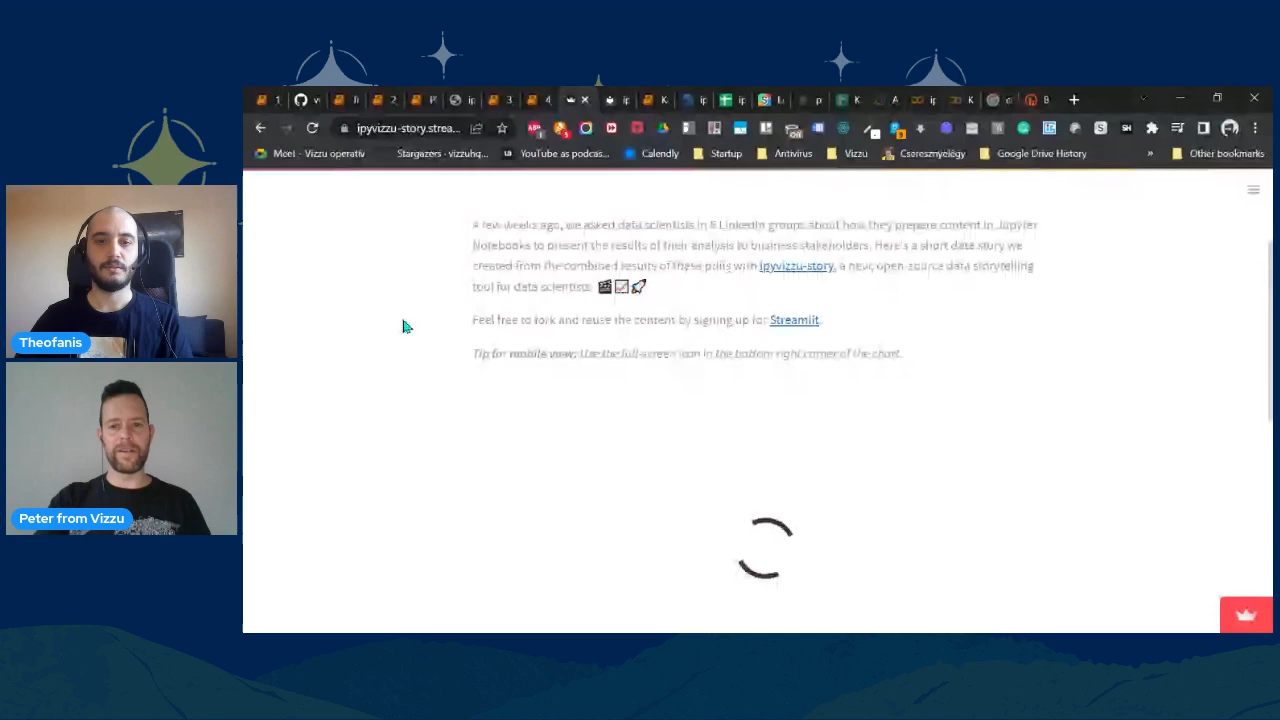 ipyvizzu-story.strea...
Meet - Vizzu operatív
Stargazers · vizzuhq...
YouTube as podcas...
Calendly
Startup
Antivirus
Vizzu
Cseresznyelégy
Google Drive History
»
Other bookmarks
A few weeks ago, we asked data scientists in 8 LinkedIn groups about how they prepare content in Jupyter
Notebooks to present the results of their analysis to business stakeholders. Here's a short data story we
created from the combined results of these polls with ipyvizzu-story, a new, open-source data storytelling
tool for data scientists.
Feel free to fork and reuse the content by signing up for Streamlit.
Tip for mobile view: Use the full-screen icon in the bottom right corner of the chart.
Theofanis
Peter from Vizzu